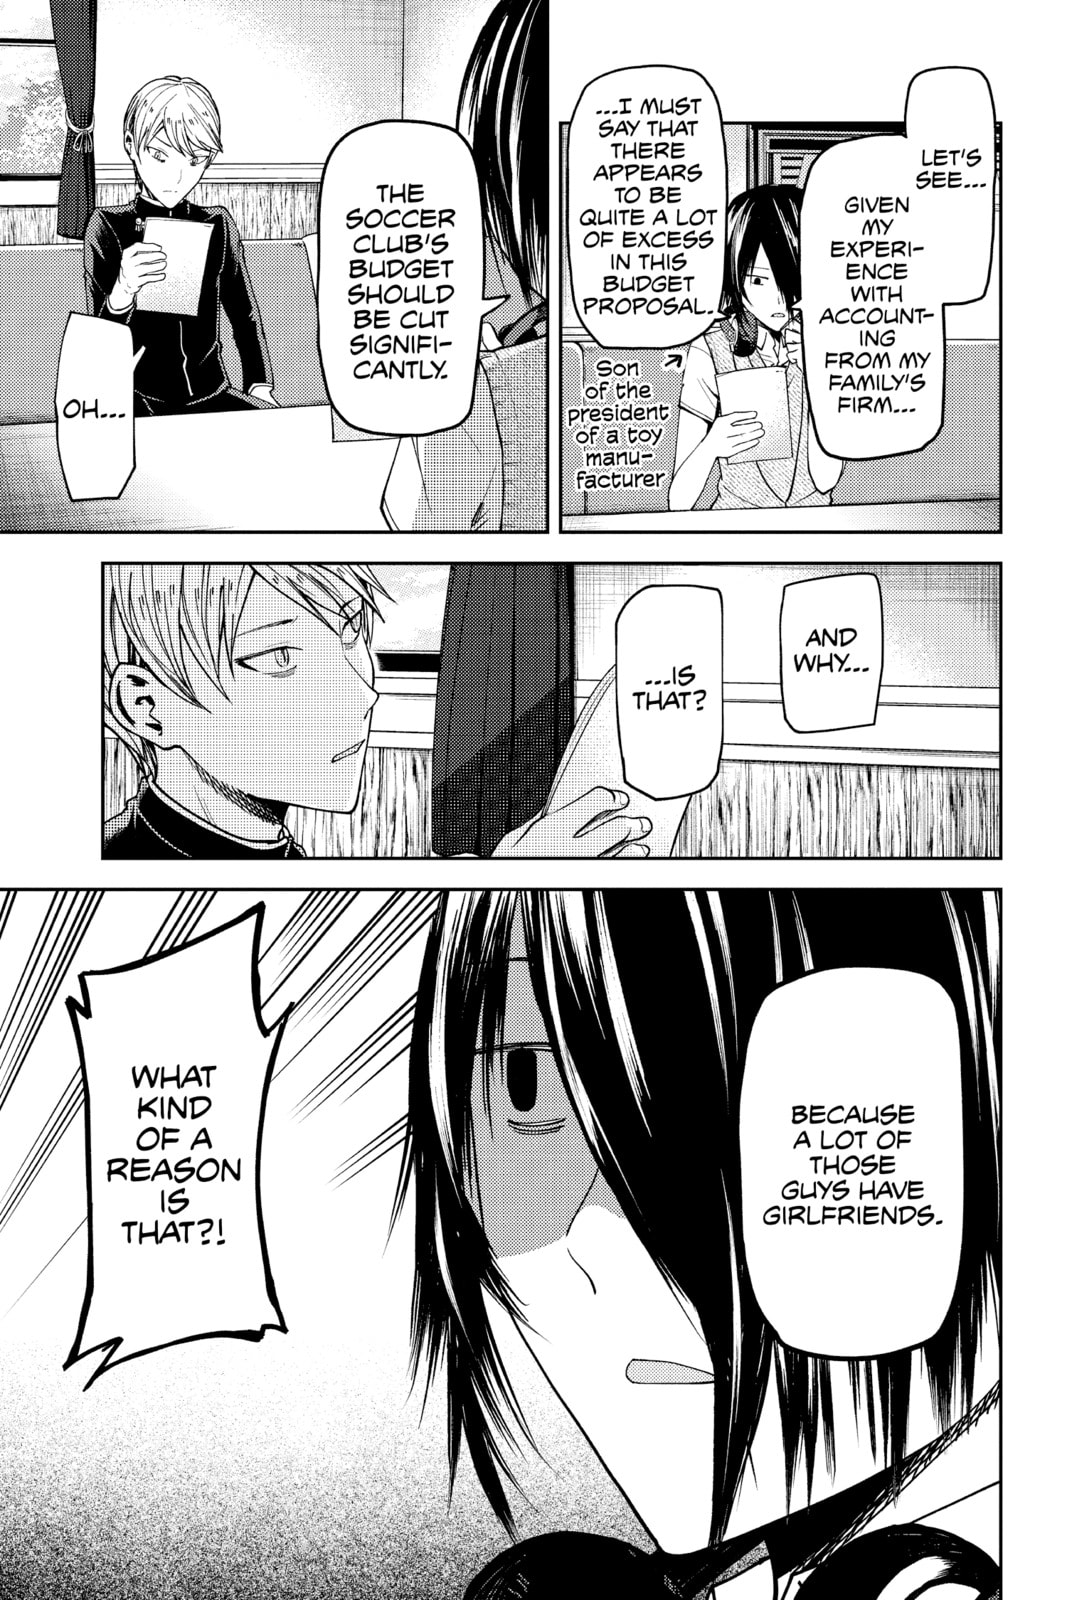 LET'S
SEE...
GIVEN
MY
EXPERI-
ENCE
WITH
ACCOUNT-
ING
FROM MY
FAMILY'S
FIRM...
...I MUST
SAY THAT
THERE
APPEARS
TO BE
QUITE A LOT
OF EXCESS
IN THIS
BUDGET
PROPOSAL.
Son
of the
president
of a toy
manu-
facturer
THE
SOCCER
CLUB'S
BUDGET
SHOULD
BE CUT
SIGNIFI-
CANTLY.
OH...
AND
WHY...
...IS
THAT?
BECAUSE
A LOT OF
THOSE
GUYS HAVE
GIRLFRIENDS.
WHAT
KIND
OF A
REASON
IS
THAT?!